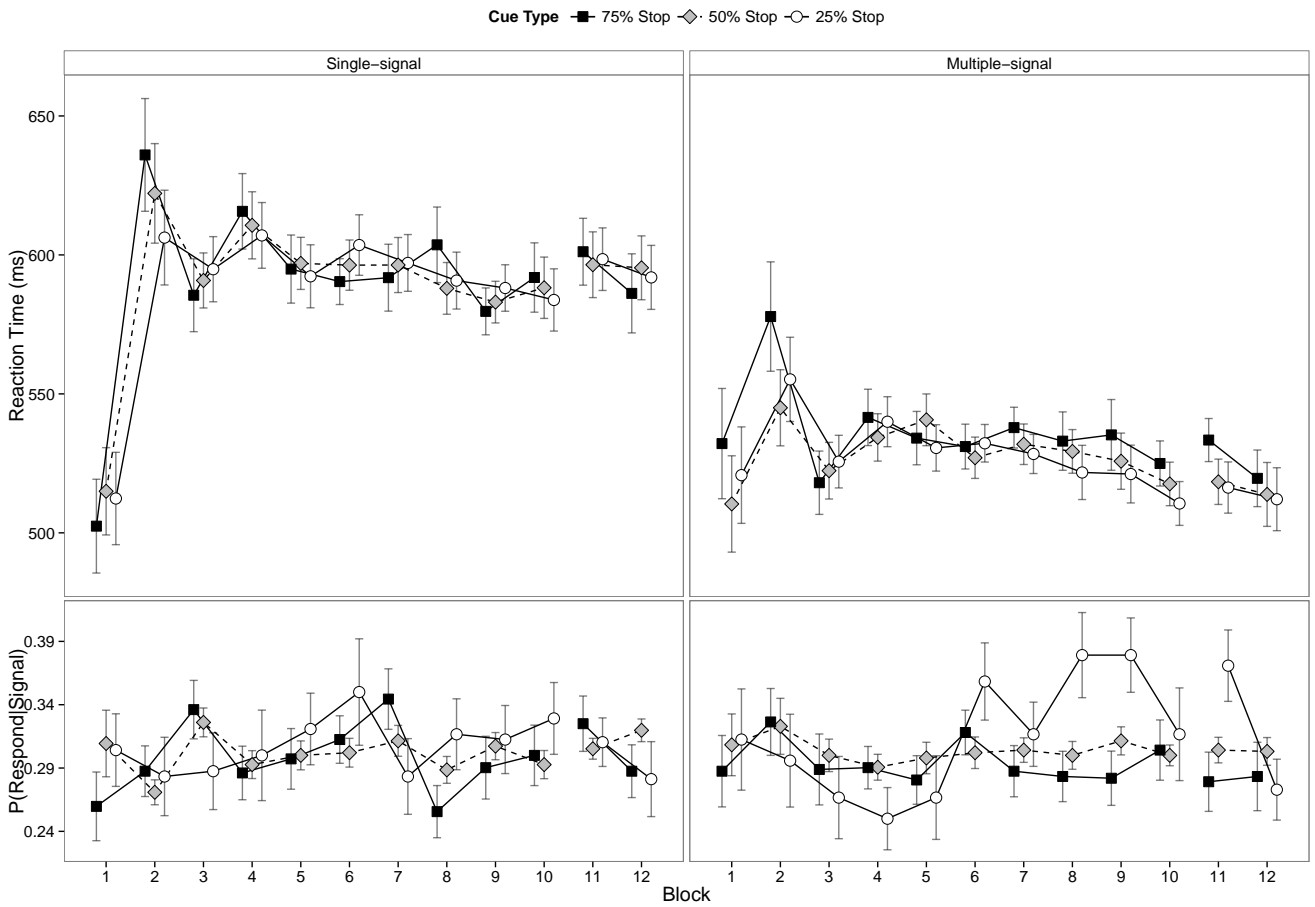 Cue Type 75% Stop 50% Stop 25% Stop
Single−signal Multiple−signal
Reaction Time (ms)
650
600
550
500
P(Respond|Signal)
0.39
0.34
0.29
0.24
1 2 3 4 5 6 7 8 9 10 11 12 1 2 3 4 5 6 7 8 9 10 11 12
Block